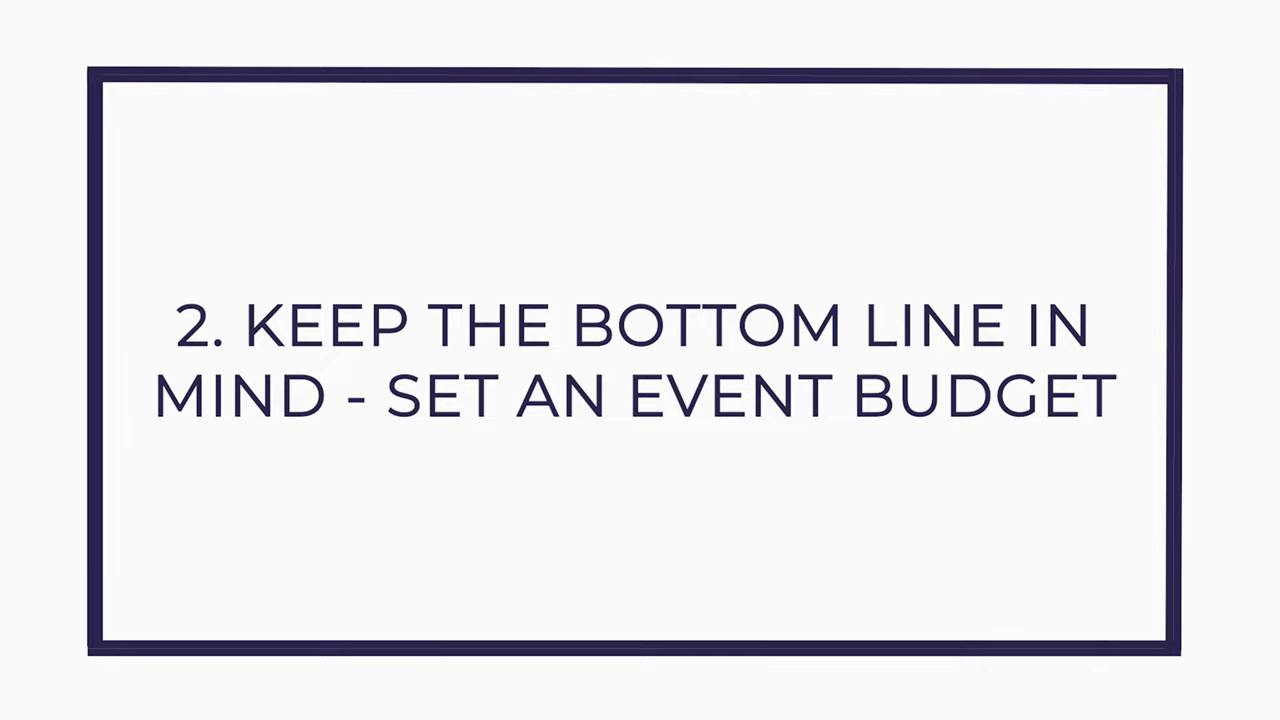 2. KEEP THE BOTTOM LINE IN
MIND - SET AN EVENT BUDGET